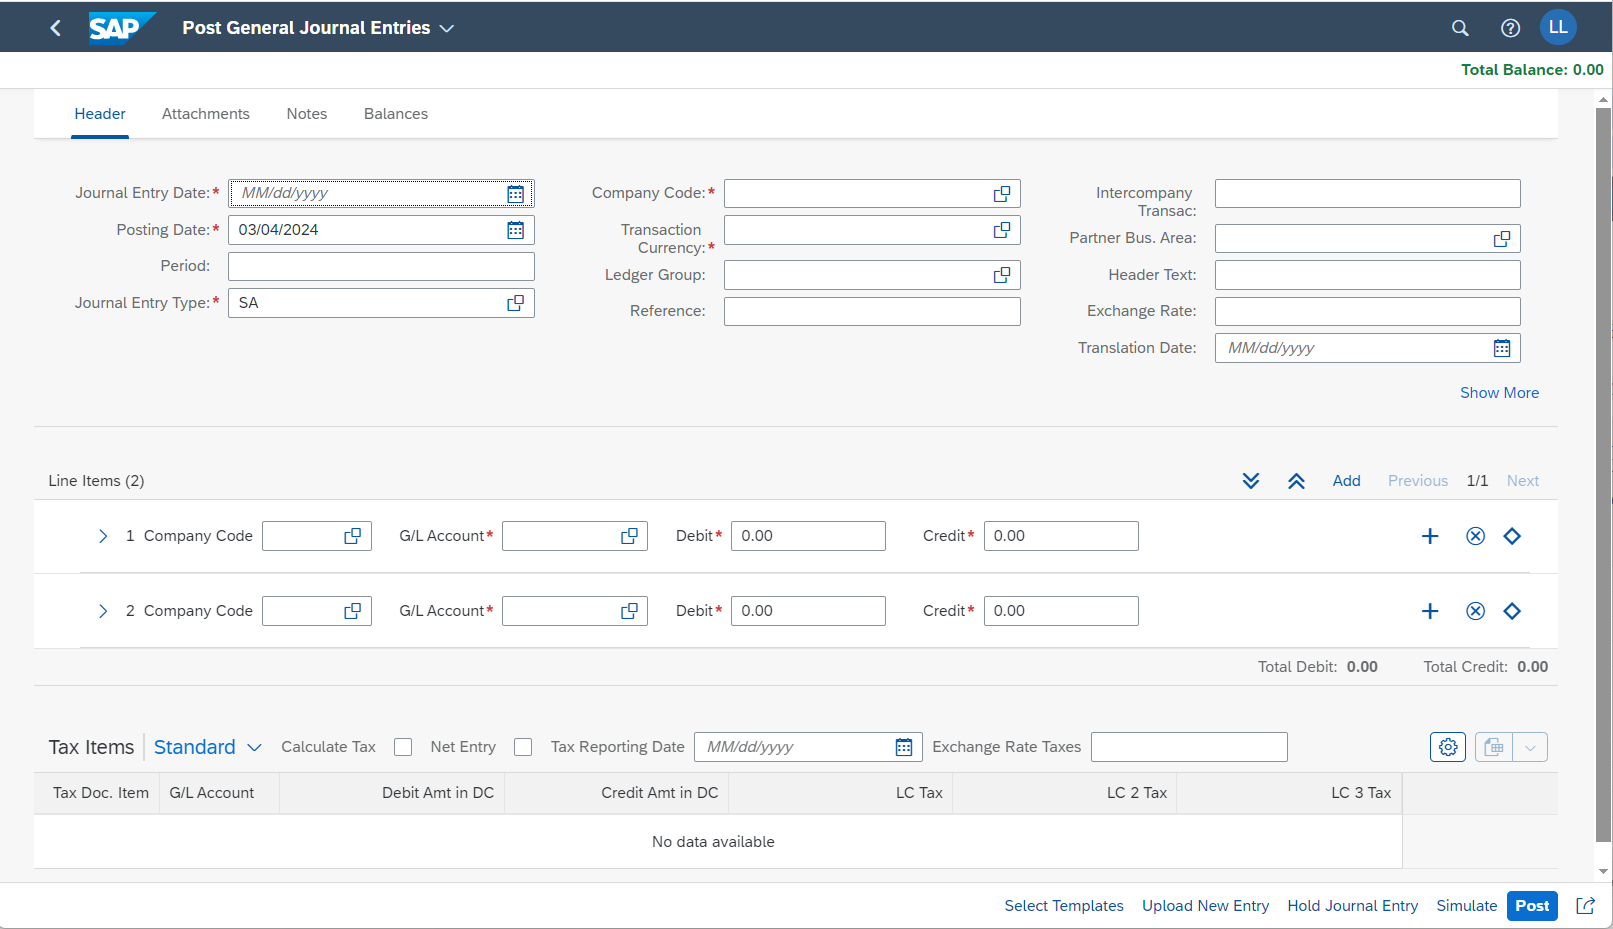 SAP Post General Journal Entries LL
Total Balance: 0.00
Header Attachments Notes Balances
Journal Entry Date:* MM/dd/yyyy
Posting Date:* 03/04/2024
Period:
Journal Entry Type:* SA
Company Code:*
Transaction
Currency:*
Ledger Group:
Reference:
Intercompany
Transac:
Partner Bus. Area:
Header Text:
Exchange Rate:
Translation Date: MM/dd/yyyy
Show More
Line Items (2) Add Previous 1/1 Next
1 Company Code G/L Account* Debit* 0.00 Credit* 0.00
2 Company Code G/L Account* Debit* 0.00 Credit* 0.00
Total Debit: 0.00 Total Credit: 0.00
Tax Items Standard Calculate Tax Net Entry Tax Reporting Date MM/dd/yyyy Exchange Rate Taxes
Tax Doc. Item G/L Account Debit Amt in DC Credit Amt in DC LC Tax LC 2 Tax LC 3 Tax
No data available
Select Templates Upload New Entry Hold Journal Entry Simulate Post